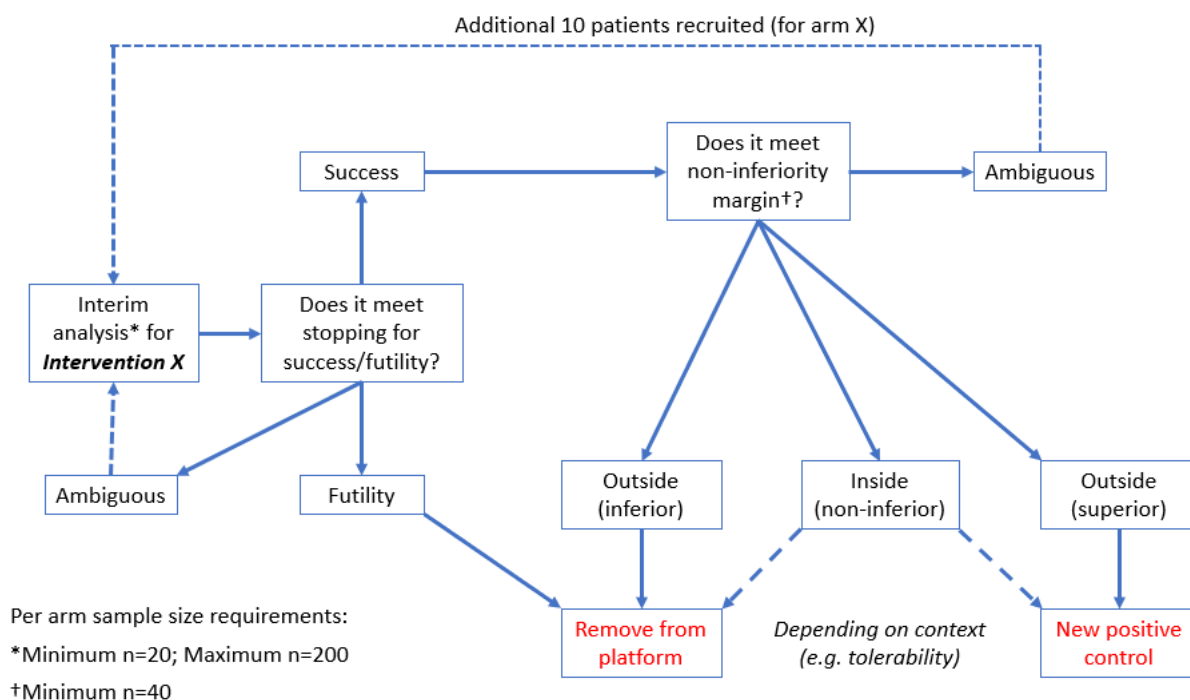 Additional 10 patients recruited (for arm X)
Does it meet
non-inferiority
margin†?
Success
Ambiguous
Interim
analysis* for
Intervention X
Does it meet
stopping for
success/futility?
Ambiguous
Futility
Outside
(inferior)
Inside
(non-inferior)
Outside
(superior)
Per arm sample size requirements:
*Minimum n=20; Maximum n=200
†Minimum n=40
Remove from
platform
Depending on context
(e.g. tolerability)
New positive
control